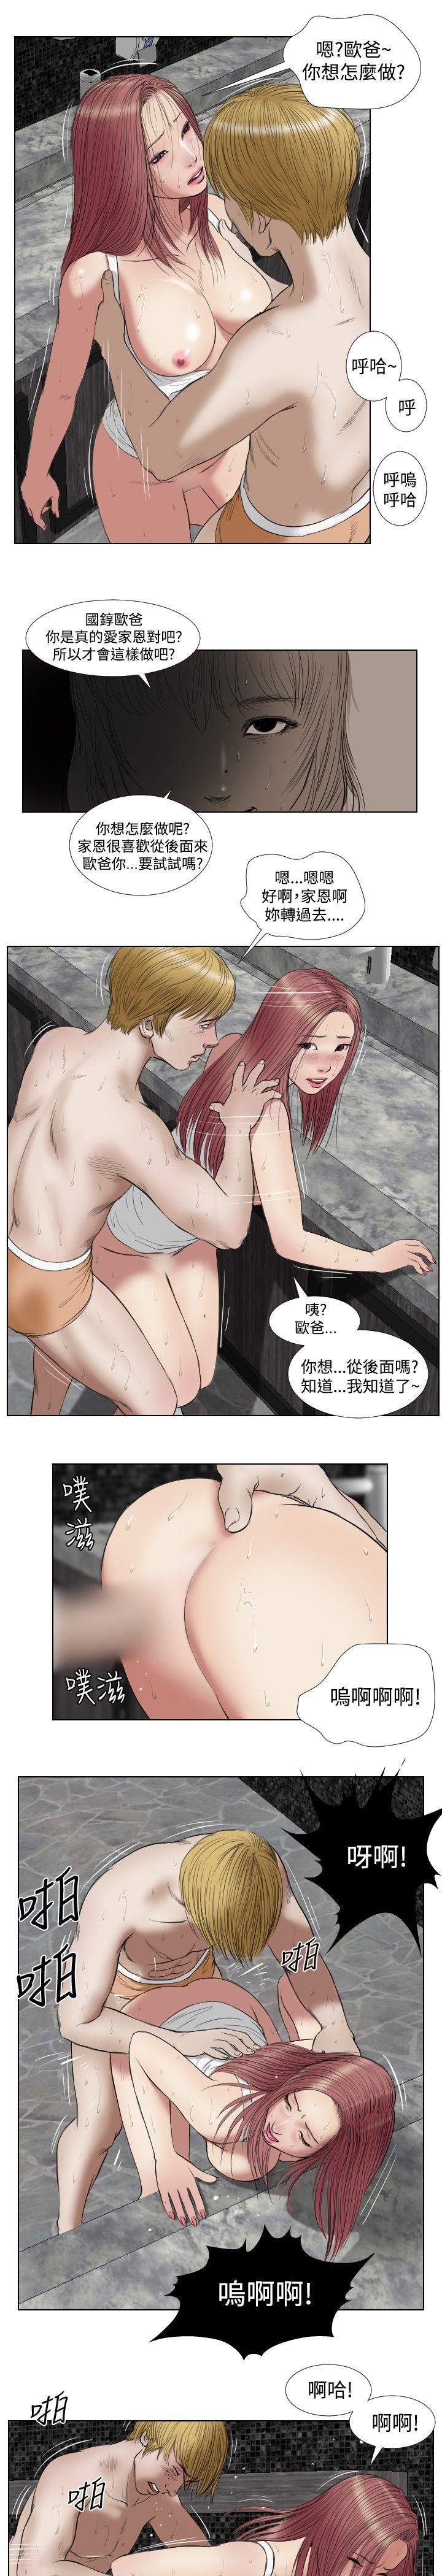 嗯?歐爸~
你想怎麼做?
呼哈~
呼
呼嗚
呼哈
國錞歐爸
你是真的愛家恩對吧?
所以才會這樣做吧?
你想怎麼做呢?
家恩很喜歡從後面來
歐爸你...要試試嗎?
嗯...嗯嗯
好啊,家恩啊
妳轉過去....
咦?
歐爸...
你想...從後面嗎?
知道...我知道了~
噗滋
噗滋
嗚啊啊啊!
呀啊!
啪
啪
啪
嗚啊啊!
啊哈!
啊啊!
啪
啪